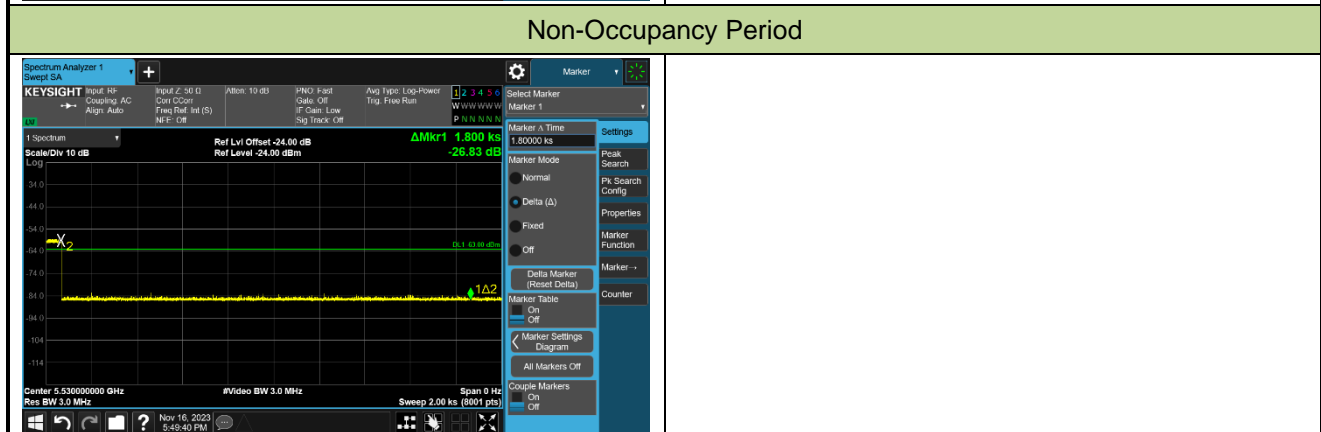 Non-Occupancy Period
Spectrum Analyzer 1
Swept SA
+
Marker
KEYSIGHT
Input: RF
Coupling: AC
Align: Auto
Input Z: 50 Ω
Corr CCorr
Freq Ref: Int (S)
NFE: Off
Atten: 10 dB
PNO: Fast
Gate: Off
IF Gain: Low
Sig Track: Off
Avg Type: Log-Power
Trig: Free Run
1 2 3 4 5 6
W W W W W W
P N N N N N
Select Marker
Marker 1
1 Spectrum
Scale/Div 10 dB
Log
Ref Lvl Offset -24.00 dB
Ref Level -24.00 dBm
ΔMkr1 1.800 ks
-26.83 dB
-34.0
-44.0
-54.0
-64.0
-74.0
-84.0
-94.0
-104
-114
X2
1Δ2
Center 5.530000000 GHz
Res BW 3.0 MHz
#Video BW 3.0 MHz
Span 0 Hz
Sweep 2.00 ks (8001 pts)
Marker Δ Time
1.80000 ks
Marker Mode
Normal
Delta (Δ)
Fixed
Off
Delta Marker
(Reset Delta)
Marker Table
On
Off
Marker Settings
Diagram
All Markers Off
Couple Markers
On
Off
Settings
Peak
Search
Pk Search
Config
Properties
Marker
Function
Marker→
Counter
?
Nov 16, 2023
5:49:40 PM